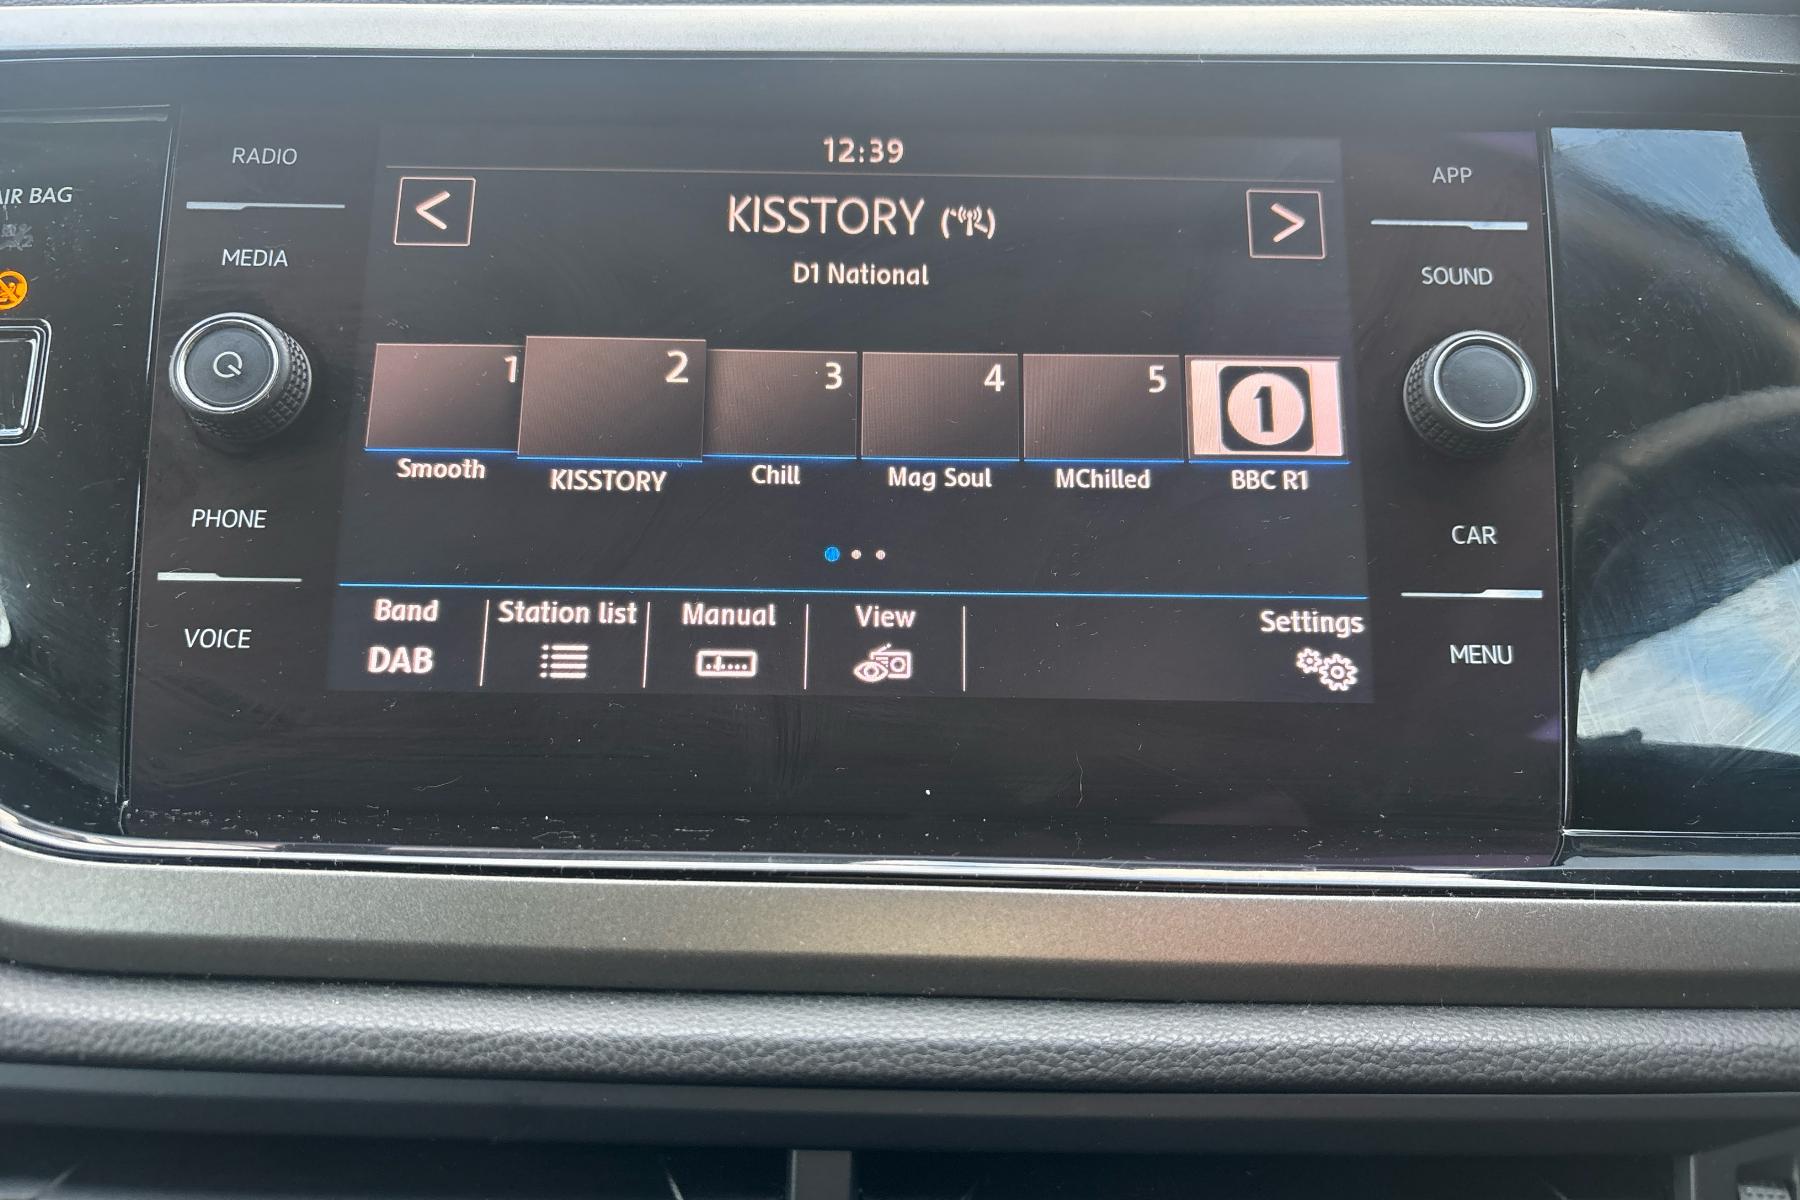 RADIO
AIR BAG
MEDIA
PHONE
VOICE
12:39
<
KISSTORY
>
D1 National
1
2
3
4
5
1
Smooth
KISSTORY
Chill
Mag Soul
MChilled
BBC R1
Band
Station list
Manual
View
Settings
DAB
APP
SOUND
CAR
MENU